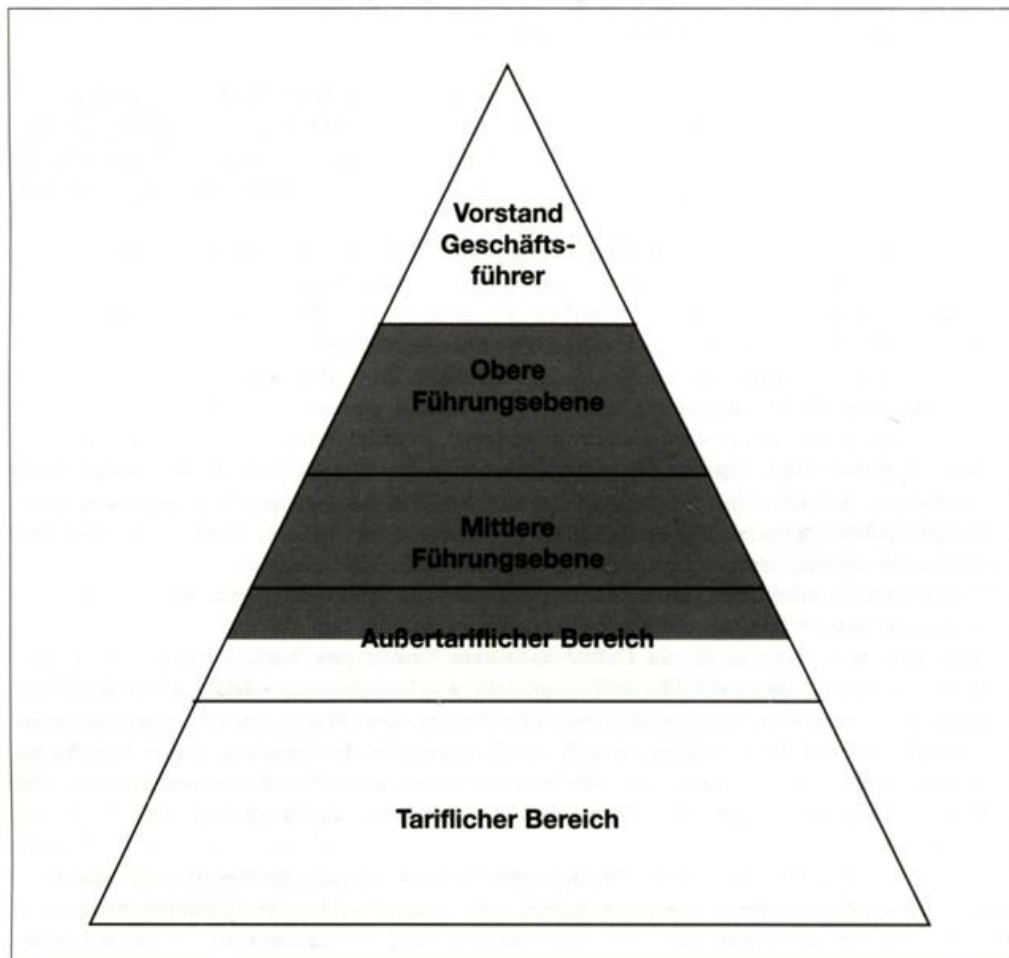 Vorstand
Geschäfts-
führer
Obere
Führungsebene
Mittlere
Führungsebene
Außertariflicher Bereich
Tariflicher Bereich